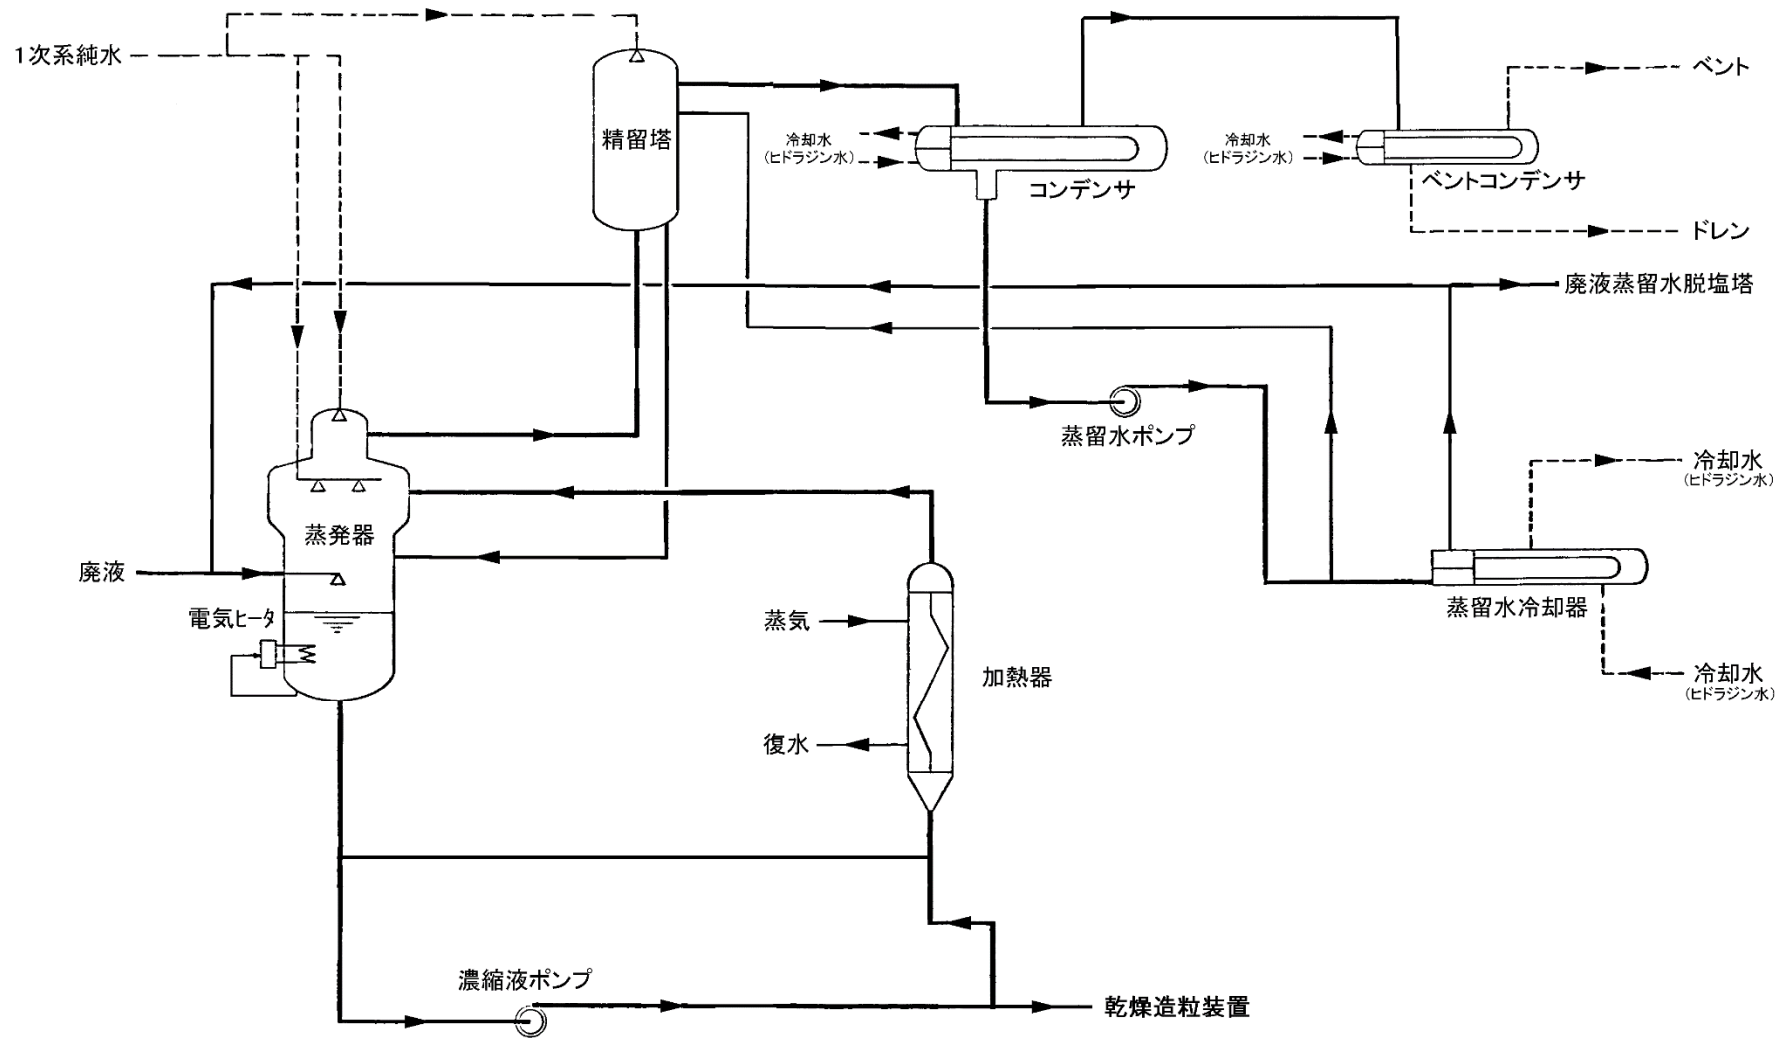 1次系純水
精留塔
冷却水
(ヒドラジン水)
コンデンサ
冷却水
(ヒドラジン水)
ベントコンデンサ
ベント
ドレン
廃液蒸留水脱塩塔
蒸留水ポンプ
冷却水
(ヒドラジン水)
蒸発器
廃液
電気ヒータ
蒸気
加熱器
復水
蒸留水冷却器
冷却水
(ヒドラジン水)
濃縮液ポンプ
乾燥造粒装置